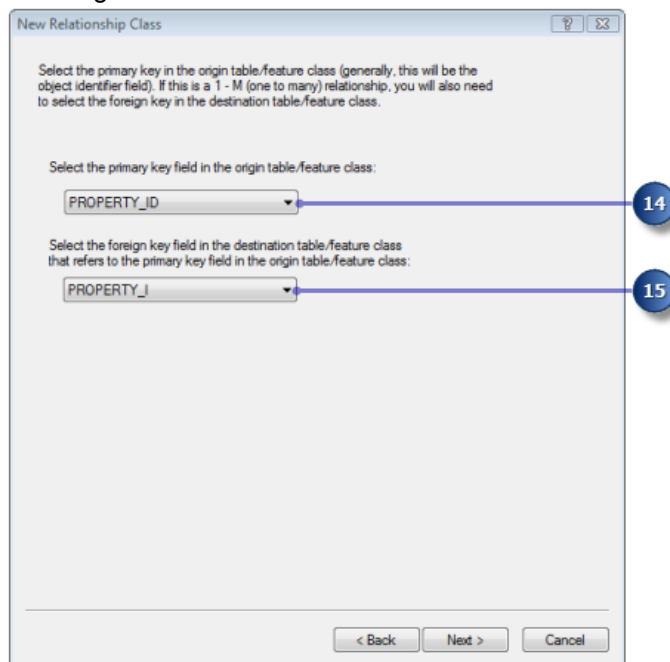 New Relationship Class
Select the primary key in the origin table/feature class (generally, this will be the
object identifier field). If this is a 1 - M (one to many) relationship, you will also need
to select the foreign key in the destination table/feature class.
Select the primary key field in the origin table/feature class:
PROPERTY_ID
14
Select the foreign key field in the destination table/feature class
that refers to the primary key field in the origin table/feature class:
PROPERTY_I
15
< Back
Next >
Cancel